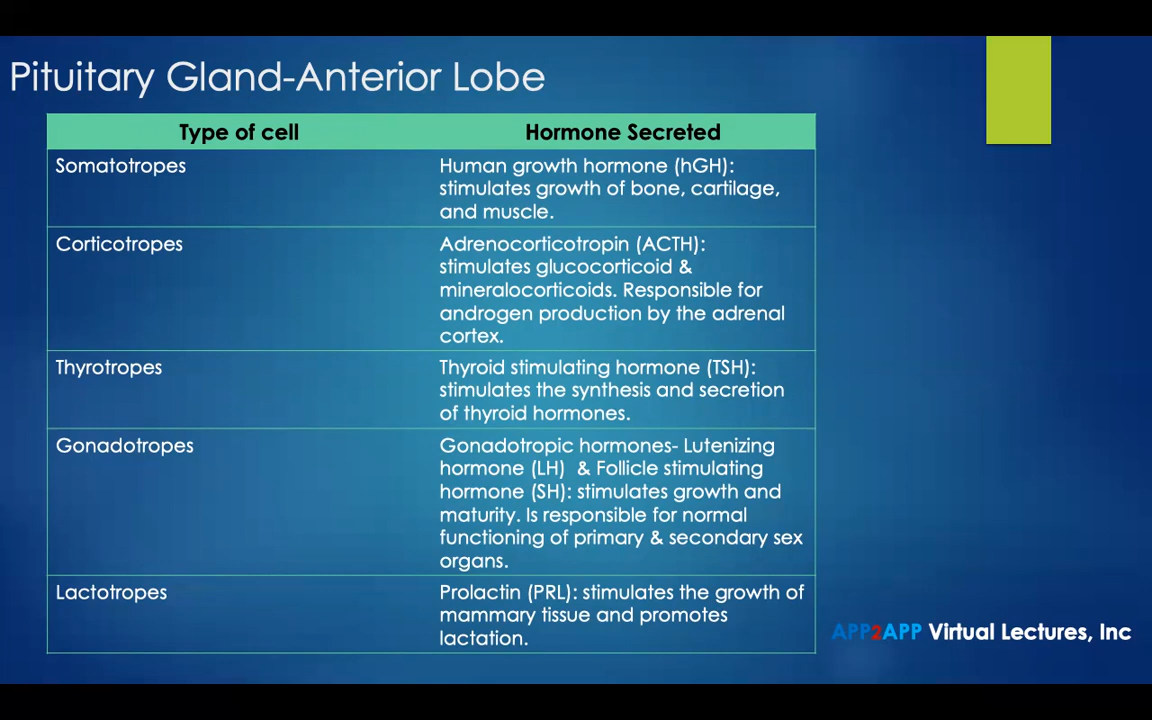 Pituitary Gland-Anterior Lobe
Type of cell
Hormone Secreted
Somatotropes
Human growth hormone (hGH):
stimulates growth of bone, cartilage,
and muscle.
Corticotropes
Adrenocorticotropin (ACTH):
stimulates glucocorticoid &
mineralocorticoids. Responsible for
androgen production by the adrenal
cortex.
Thyrotropes
Thyroid stimulating hormone (TSH):
stimulates the synthesis and secretion
of thyroid hormones.
Gonadotropes
Gonadotropic hormones- Lutenizing
hormone (LH) & Follicle stimulating
hormone (SH): stimulates growth and
maturity. Is responsible for normal
functioning of primary & secondary sex
organs.
Lactotropes
Prolactin (PRL): stimulates the growth of
mammary tissue and promotes
lactation.
APP2APP Virtual Lectures, Inc